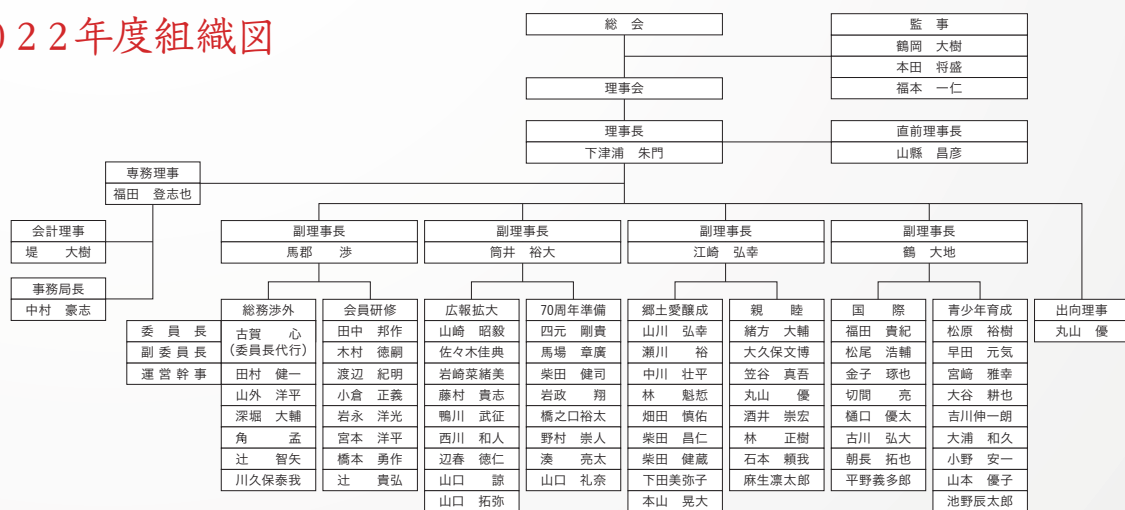 022年度組織図
総 会
監 事
鶴岡 大樹
本田 将盛
福本 一仁
理事会
理事長
下津浦 朱門
直前理事長
山縣 昌彦
専務理事
福田 登志也
会計理事
堤 大樹
事務局長
中村 豪志
副理事長
馬郡 渉
副理事長
筒井 裕大
副理事長
江崎 弘幸
副理事長
鶴 大地
委員長
副委員長
運営幹事
総務渉外
古賀 心
(委員長代行)
田村 健一
山外 洋平
深堀 大輔
角 孟
辻 智矢
川久保泰我
会員研修
田中 邦作
木村 徳嗣
渡辺 紀明
小倉 正義
岩永 洋光
宮本 洋平
橋本 勇作
辻 貴弘
広報拡大
山崎 昭毅
佐々木佳典
岩崎菜緒美
藤村 貴志
鴨川 武征
西川 和人
辺春 徳仁
山口 諒
山口 拓弥
70周年準備
四元 剛貴
馬場 章廣
柴田 健司
岩政 翔
橋之口裕太
野村 崇人
湊 亮太
山口 礼奈
郷土愛醸成
山川 弘幸
瀬川 裕
中川 壮平
林 魁悊
畑田 慎佑
柴田 昌仁
柴田 健蔵
下田美弥子
本山 晃大
親 睦
緒方 大輔
大久保文博
笠谷 真吾
丸山 優
酒井 崇宏
林 正樹
石本 頼我
麻生凛太郎
国 際
福田 貴紀
松尾 浩輔
金子 琢也
切間 亮
樋口 優太
古川 弘大
朝長 拓也
平野義多郎
青少年育成
松原 裕樹
早田 元気
宮﨑 雅幸
大谷 耕也
吉川伸一朗
大浦 和久
小野 安一
山本 優子
池野辰太郎
出向理事
丸山 優